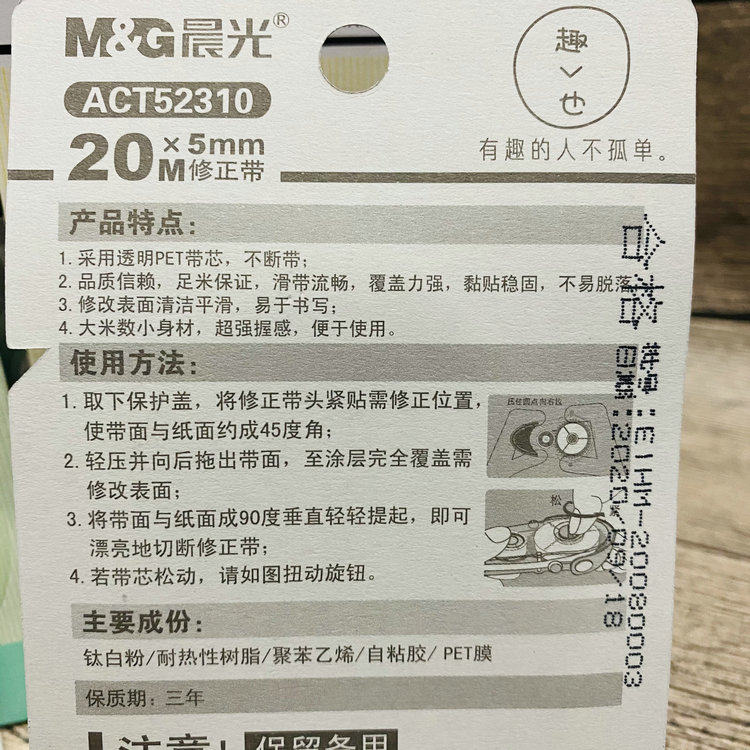 M&G晨光®
ACT52310
20M×5mm
修正带
趣
也
有趣的人不孤单。
产品特点：
1. 采用透明PET带芯，不断带；
2. 品质信赖，足米保证，滑带流畅，覆盖力强，黏贴稳固，不易脱落
3. 修改表面清洁平滑，易于书写；
4. 大米数小身材，超强握感，便于使用。
使用方法：
1. 取下保护盖，将修正带头紧贴需修正位置，
使带面与纸面约成45度角；
2. 轻压并向后拖出带面，至涂层完全覆盖需
修改表面；
3. 将带面与纸面成90度垂直轻轻提起，即可
漂亮地切断修正带；
4. 若带芯松动，请如图扭动旋钮。
压住圆点向右拉
松
紧
主要成份：
钛白粉/耐热性树脂/聚苯乙烯/自粘胶/PET膜
保质期：三年
注意！
保留备用
合格
日期：2020/09/18
批号：E1HM-20080003